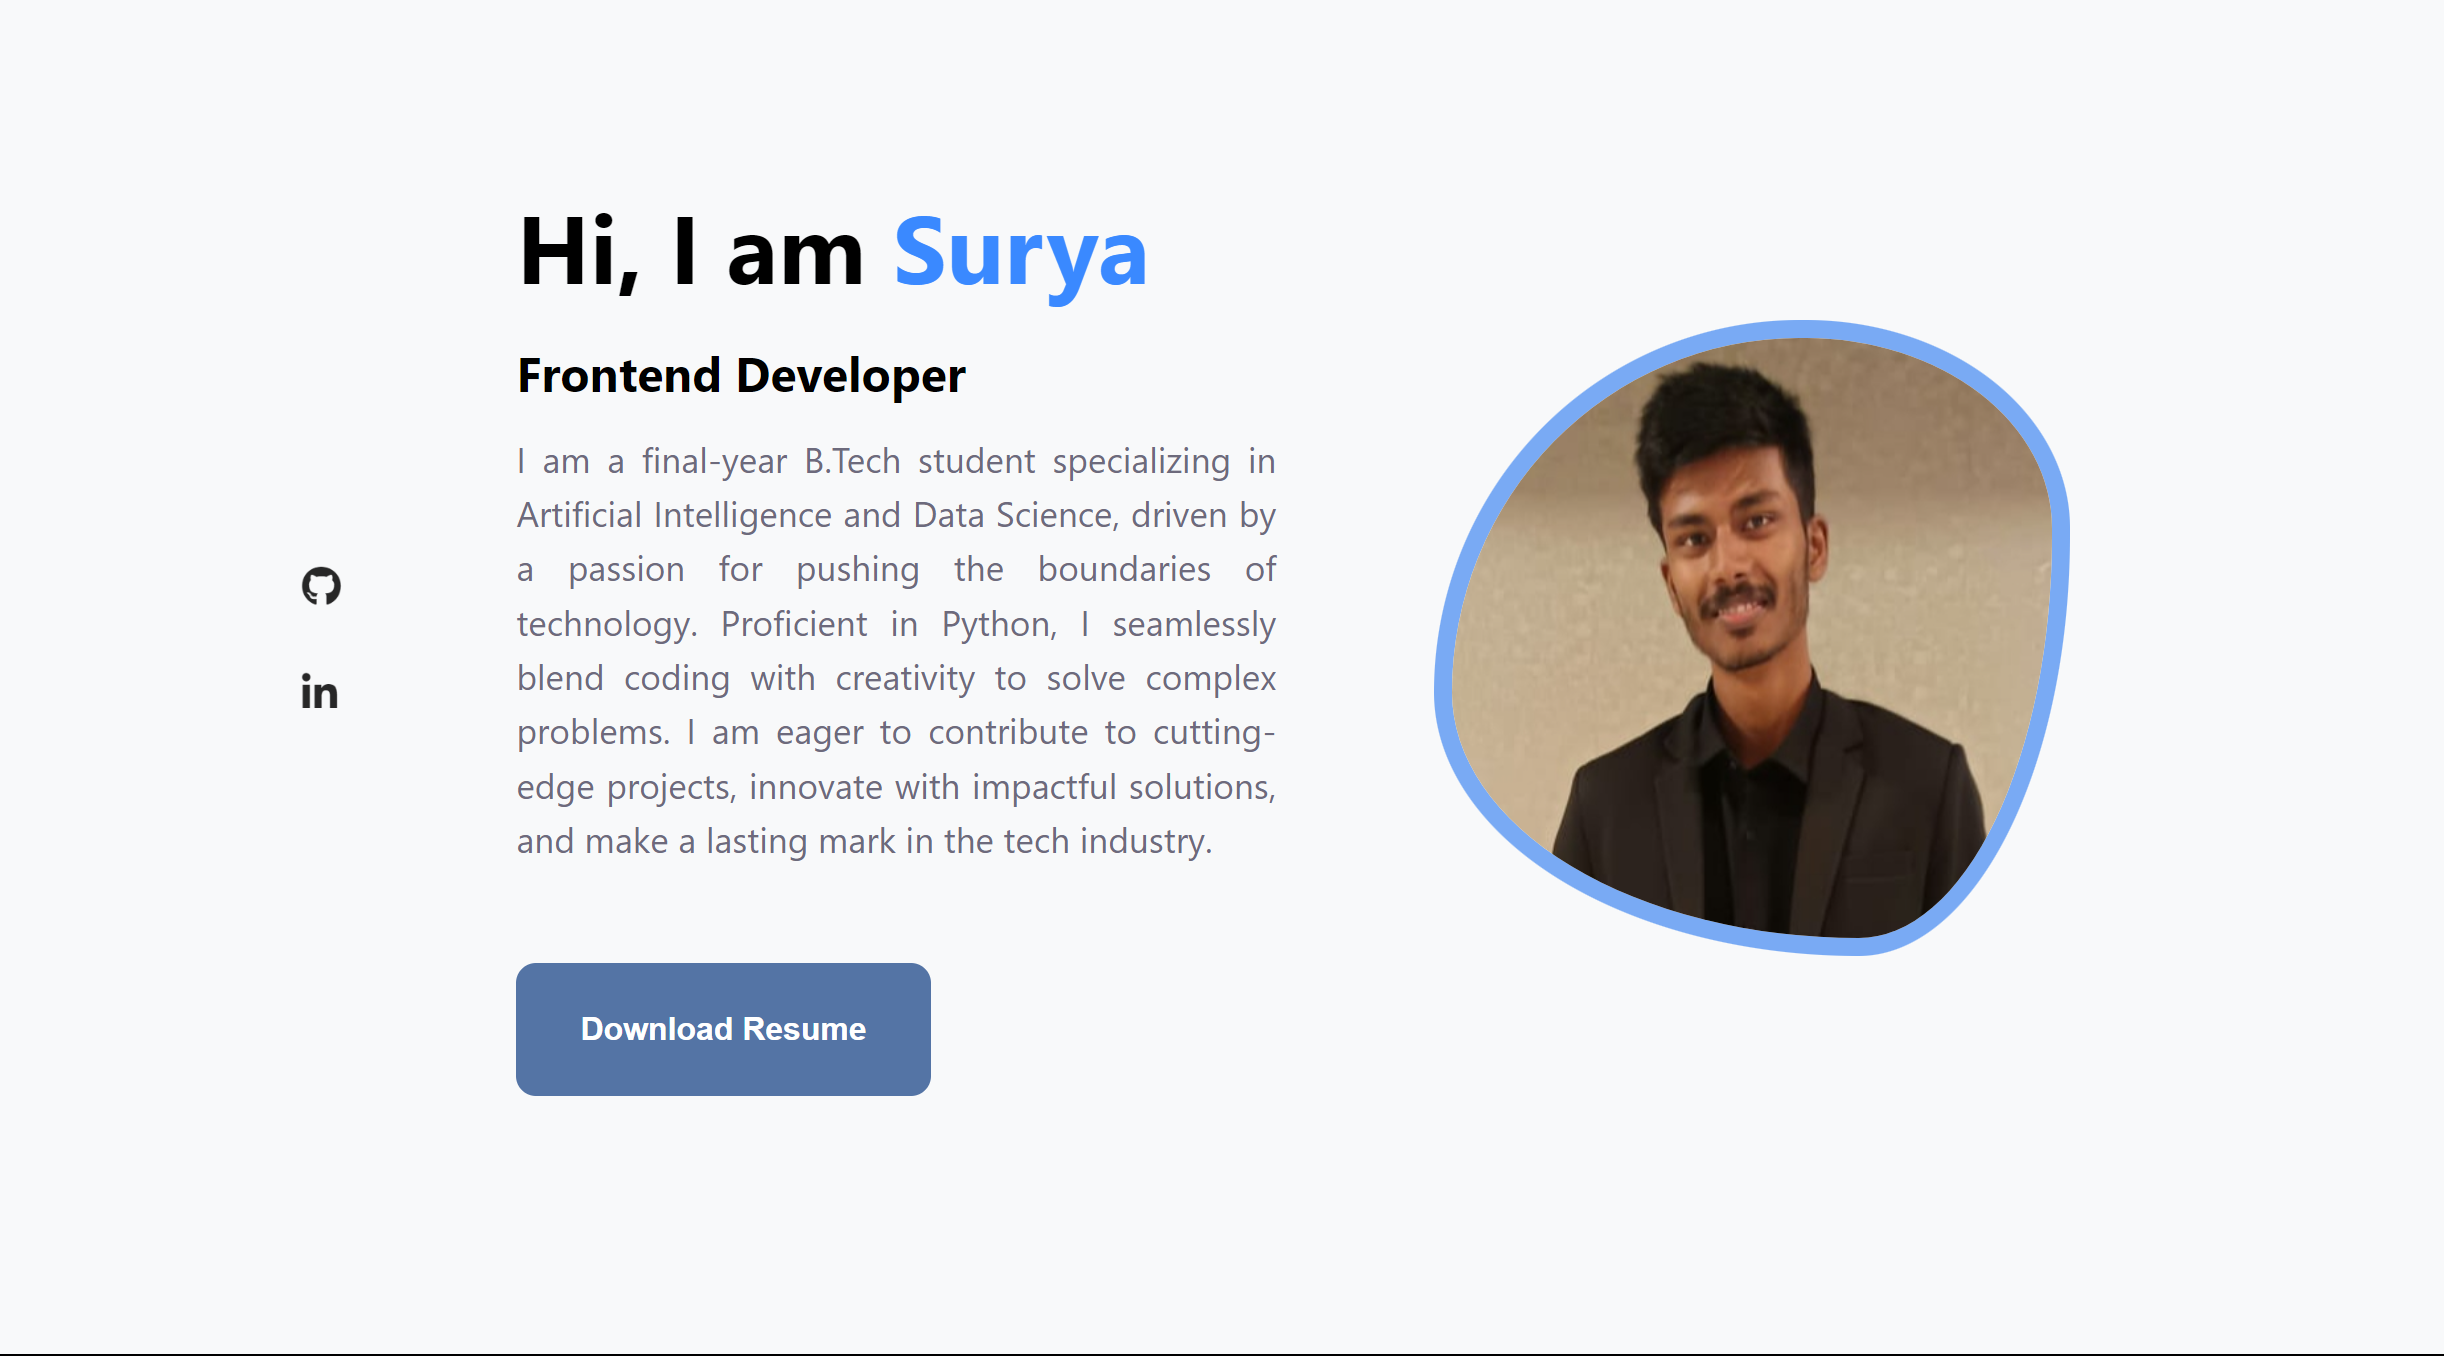 Hi, I am Surya
Frontend Developer
I am a final-year B.Tech student specializing in
Artificial Intelligence and Data Science, driven by
a passion for pushing the boundaries of
technology. Proficient in Python, I seamlessly
blend coding with creativity to solve complex
problems. I am eager to contribute to cutting-
edge projects, innovate with impactful solutions,
and make a lasting mark in the tech industry.
in
Download Resume